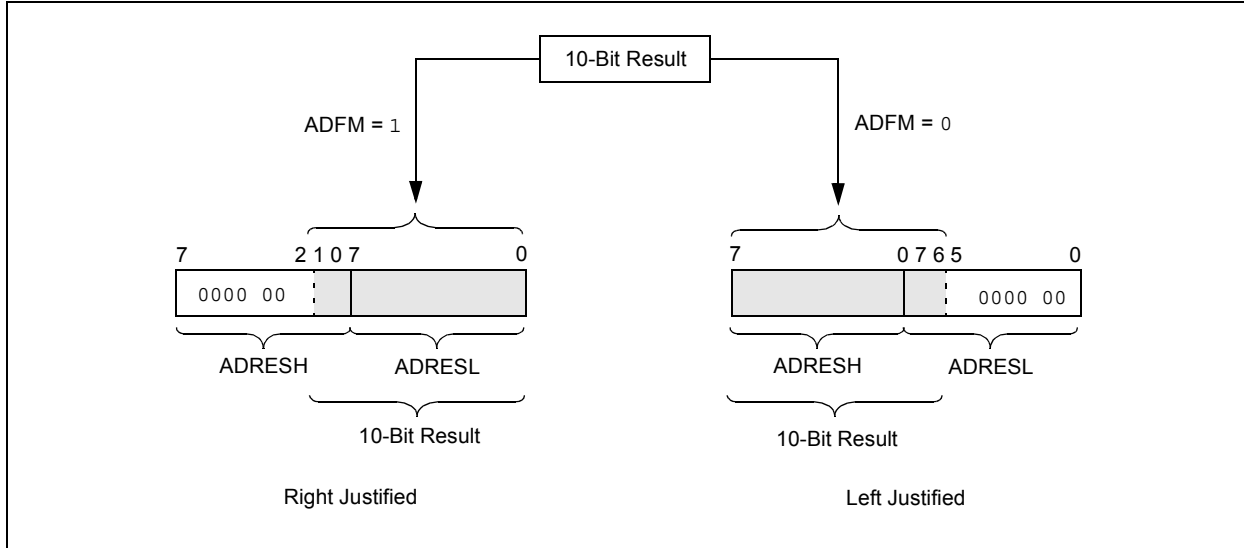 10-Bit Result
ADFM = 1
ADFM = 0
7 2 1 0 7 0
0000 00
ADRESH ADRESL
10-Bit Result
Right Justified
7 0 7 6 5 0
0000 00
ADRESH ADRESL
10-Bit Result
Left Justified